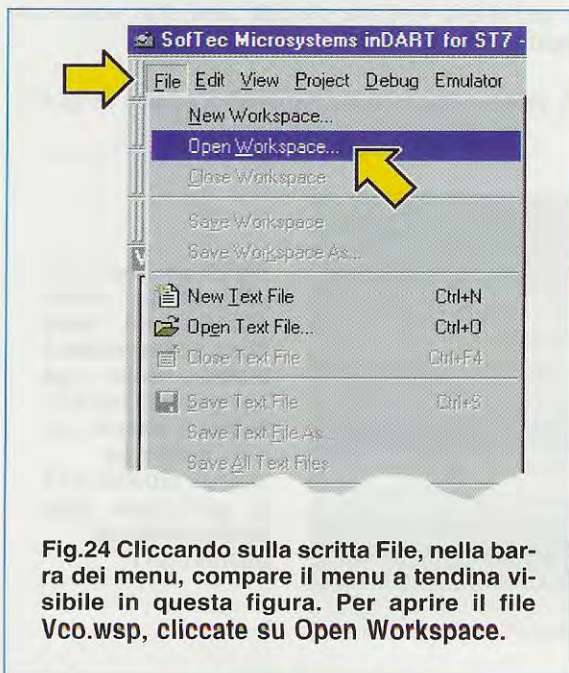 SofTec Microsystems inDART for ST7 -
File Edit View Project Debug Emulator
New Workspace...
Open Workspace...
Close Workspace
Save Workspace
Save Workspace As...
New Text File Ctrl+N
Open Text File... Ctrl+O
Close Text File Ctrl+F4
Save Text File Ctrl+S
Save Text File As...
Save All Text Files
Fig.24 Cliccando sulla scritta File, nella bar-
ra dei menu, compare il menu a tendina vi-
sibile in questa figura. Per aprire il file
Vco.wsp, cliccate su Open Workspace.